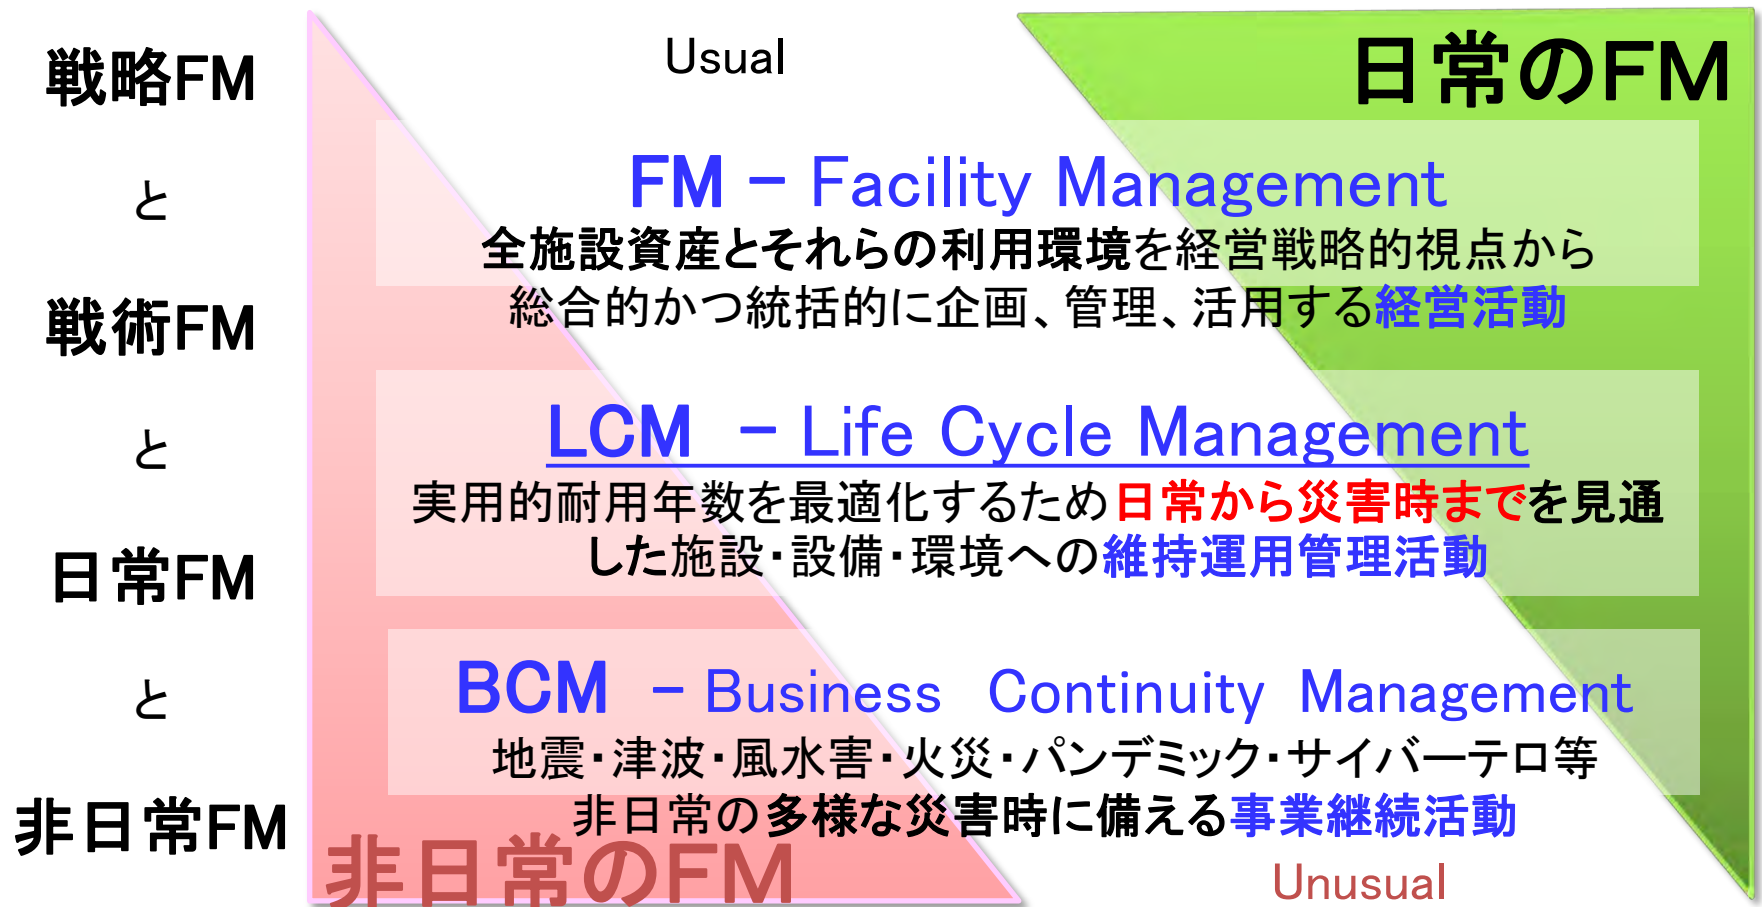 戦略FM
と
戦術FM
と
日常FM
と
非日常FM
Usual
日常のFM
FM － Facility Management
全施設資産とそれらの利用環境を経営戦略的視点から
総合的かつ統括的に企画、管理、活用する経営活動
LCM － Life Cycle Management
実用的耐用年数を最適化するため日常から災害時までを見通
した施設・設備・環境への維持運用管理活動
BCM － Business Continuity Management
地震・津波・風水害・火災・パンデミック・サイバーテロ等
非日常の多様な災害時に備える事業継続活動
非日常のFM
Unusual